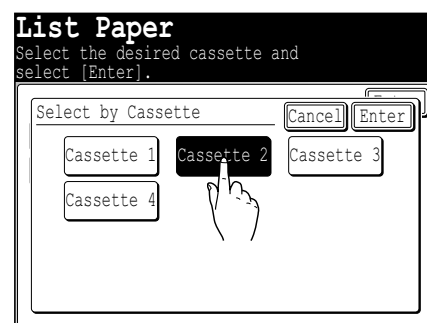 List Paper
Select the desired cassette and
select [Enter].
Select by Cassette
Cancel Enter
Cassette 1 Cassette 2 Cassette 3
Cassette 4